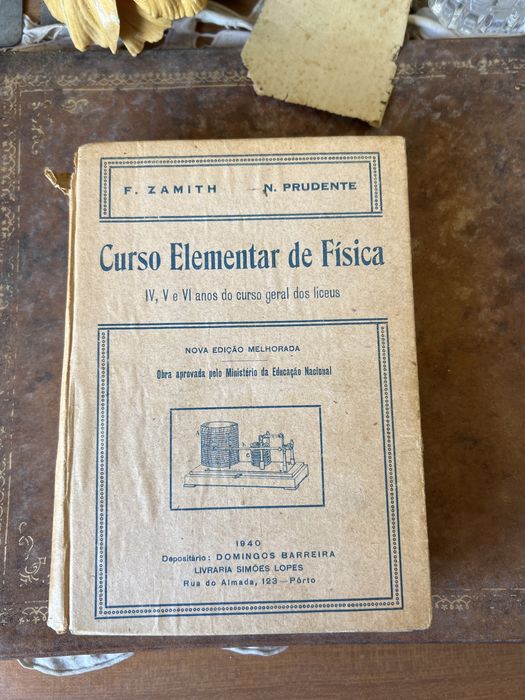 F. ZAMITH N. PRUDENTE
Curso Elementar de Física
IV, V e VI anos do curso geral dos liceus
NOVA EDIÇÃO MELHORADA
Obra aprovada pelo Ministério da Educação Nacional
1940
Depositário: DOMINGOS BARREIRA
LIVRARIA SIMÕES LOPES
Rua do Almada, 123—Pôrto